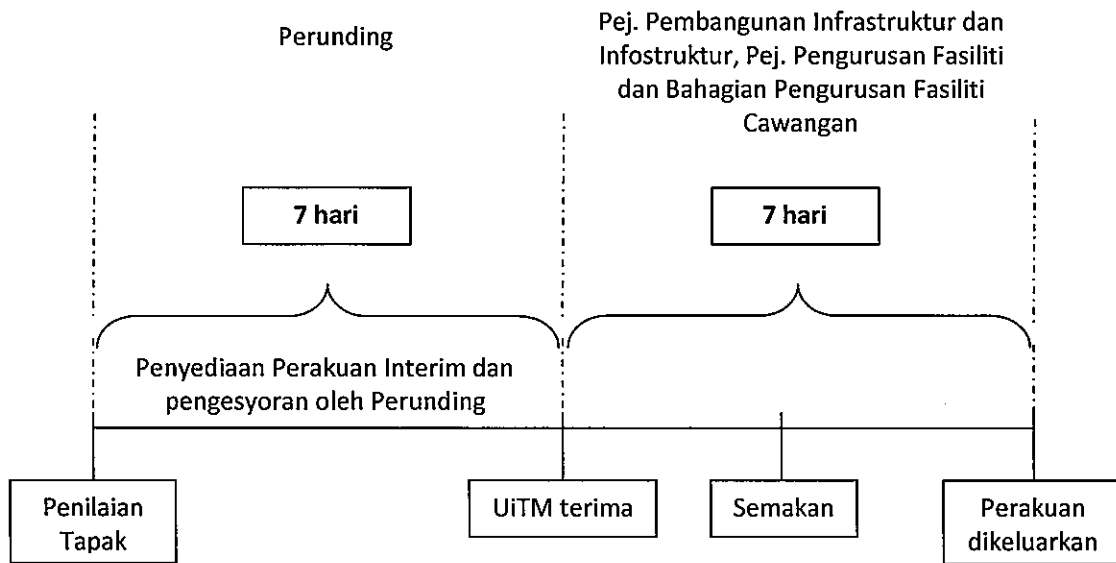 Perunding
Pej. Pembangunan Infrastruktur dan
Infostruktur, Pej. Pengurusan Fasiliti
dan Bahagian Pengurusan Fasiliti
Cawangan
7 hari
7 hari
Penyediaan Perakuan Interim dan
pengesyoran oleh Perunding
Penilaian
Tapak
UiTM terima
Semakan
Perakuan
dikeluarkan